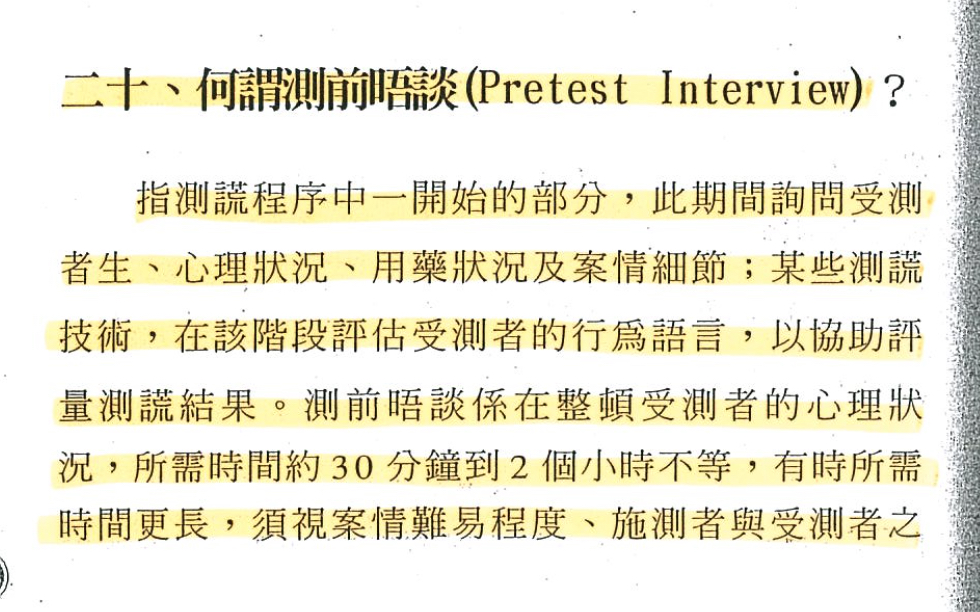 二十、何謂測前晤談(Pretest Interview)?
指測謊程序中一開始的部分，此期間詢問受測
者生、心理狀況、用藥狀況及案情細節；某些測謊
技術，在該階段評估受測者的行爲語言，以協助評
量測謊結果。測前晤談係在整頓受測者的心理狀
況，所需時間約 30 分鐘到 2 個小時不等，有時所需
時間更長，須視案情難易程度、施測者與受測者之